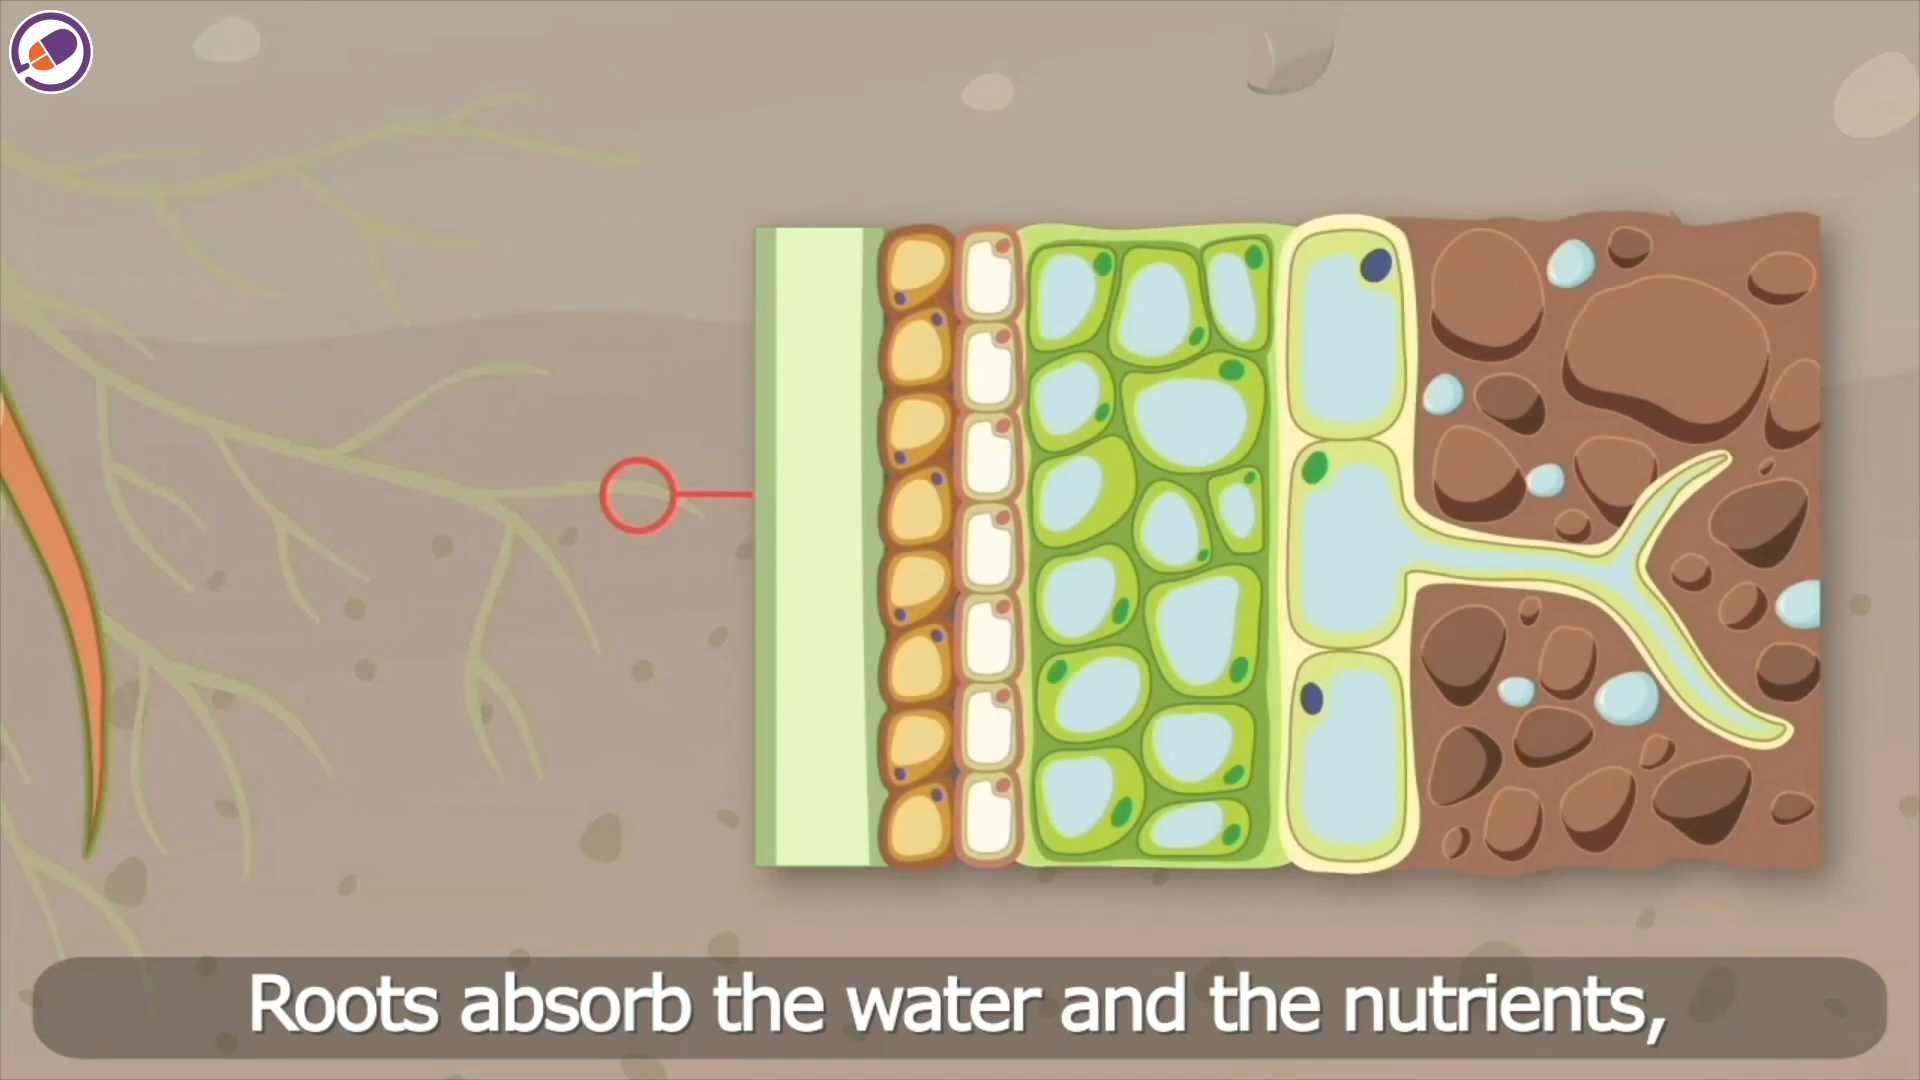 Roots absorb the water and the nutrients,